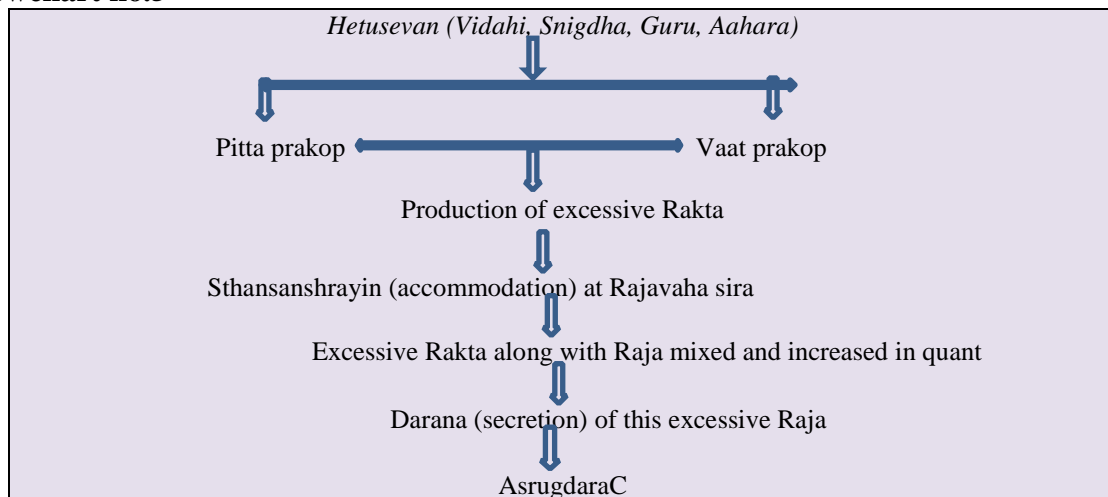 Hetusevan (Vidahi, Snigdha, Guru, Aahara)
Pitta prakop Vaat prakop
Production of excessive Rakta
Sthansanshrayin (accommodation) at Rajavaha sira
Excessive Rakta along with Raja mixed and increased in quant
Darana (secretion) of this excessive Raja
AsrugdaraC